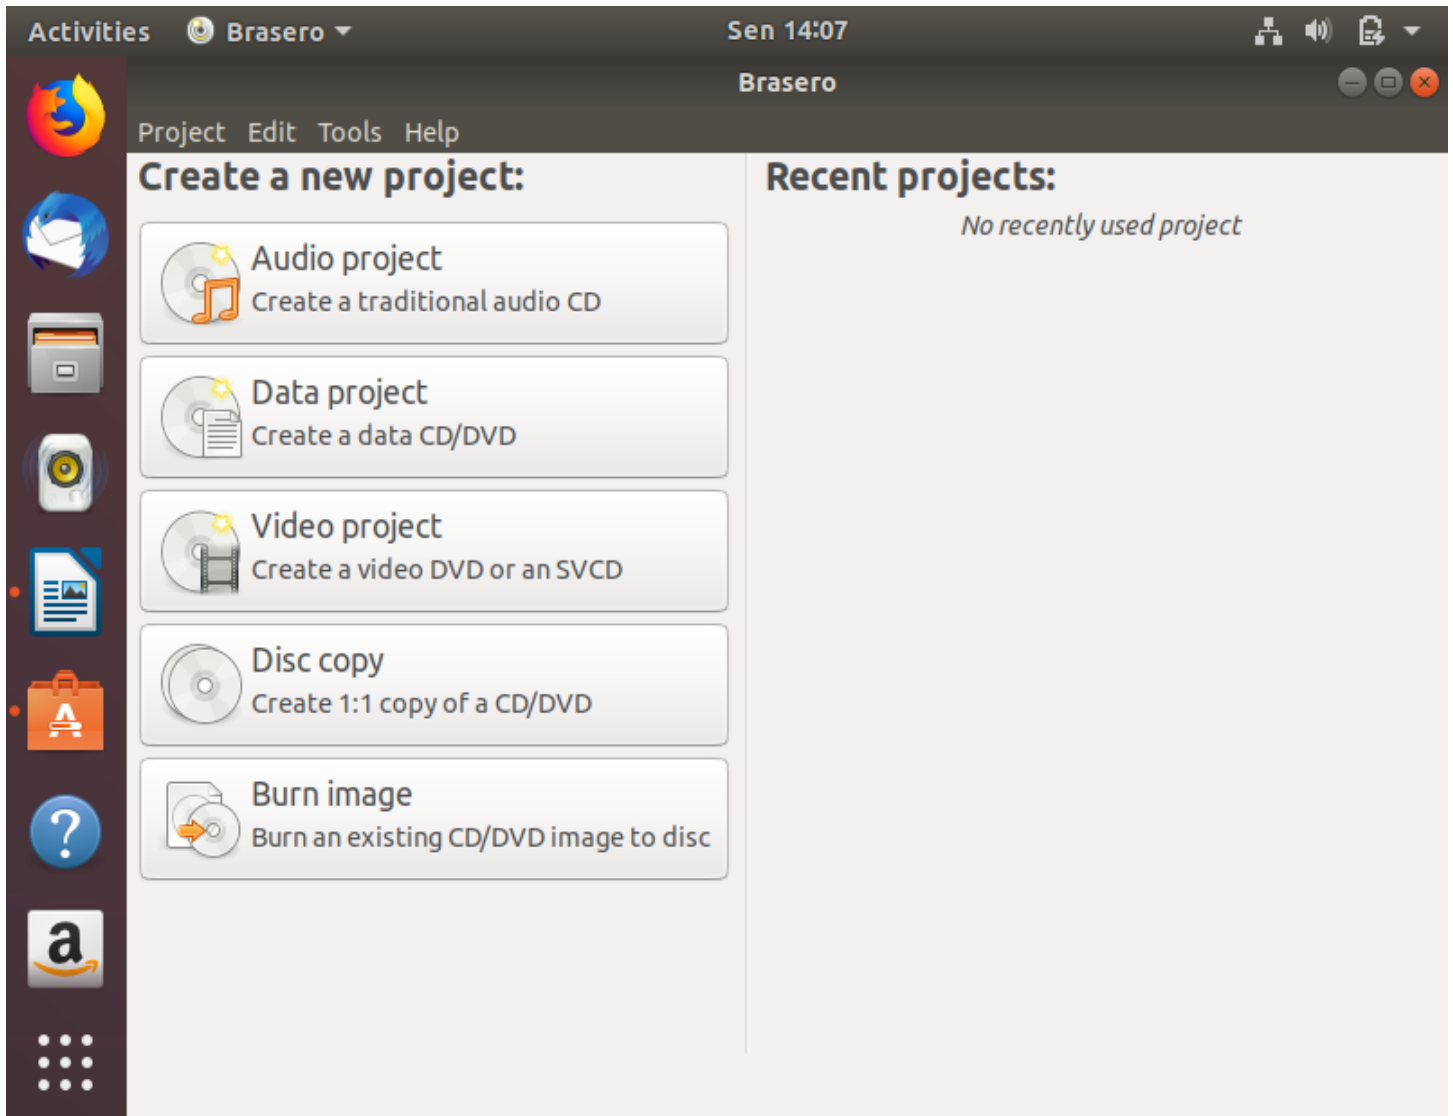 Activities Brasero Sen 14:07
Brasero
Project Edit Tools Help
Create a new project:
Audio project
Create a traditional audio CD
Data project
Create a data CD/DVD
Video project
Create a video DVD or an SVCD
Disc copy
Create 1:1 copy of a CD/DVD
Burn image
Burn an existing CD/DVD image to disc
Recent projects:
No recently used project
A
?
a